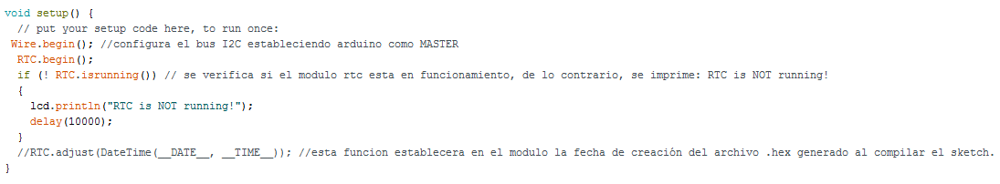 void setup() {
  // put your setup code here, to run once:
 Wire.begin(); //configura el bus I2C estableciendo arduino como MASTER
  RTC.begin();
  if (! RTC.isrunning()) // se verifica si el modulo rtc esta en funcionamiento, de lo contrario, se imprime: RTC is NOT running!
  {
    lcd.println("RTC is NOT running!");
    delay(10000);
  }
  //RTC.adjust(DateTime(__DATE__, __TIME__)); //esta funcion establecera en el modulo la fecha de creación del archivo .hex generado al compilar el sketch.
}